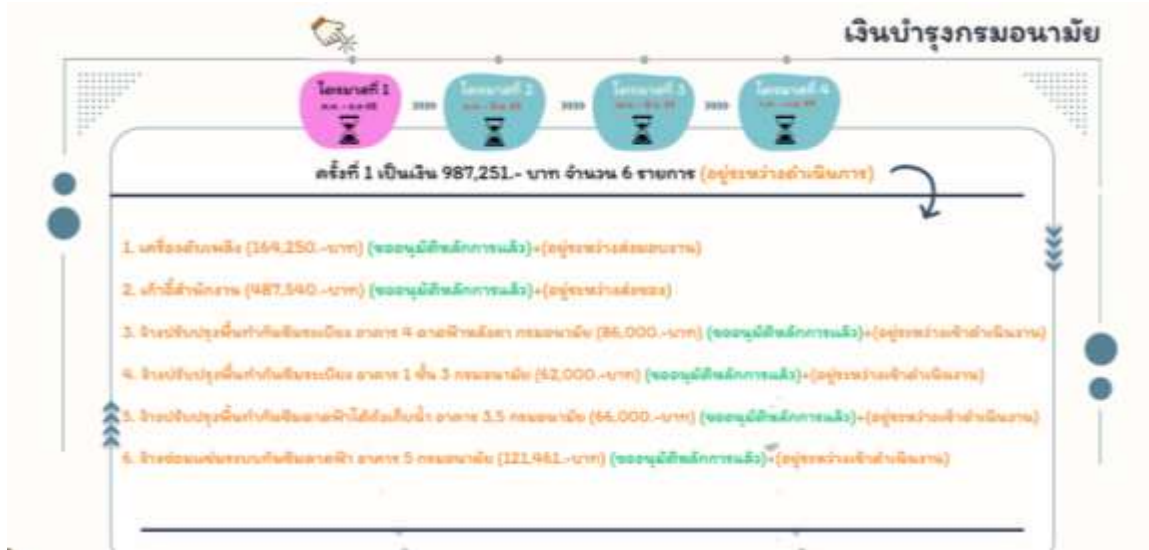 เงินบำรุงกรมอนามัย
ไตรมาสที่ 1
ไตรมาสที่ 2
ไตรมาสที่ 3
ไตรมาสที่ 4
ครั้งที่ 1 เป็นเงิน 987,251.- บาท จำนวน 6 รายการ (อยู่ระหว่างดำเนินการ)
1. เครื่องดับเพลิง (164,250.-บาท) (ขออนุมัติหลักการแล้ว)-(อยู่ระหว่างส่งมอบงาน)
2. เก้าอี้สำนักงาน (487,540.-บาท) (ขออนุมัติหลักการแล้ว)-(อยู่ระหว่างส่งของ)
3. จ้างปรับปรุงพื้นทำกันซึมระเบียง อาคาร 4 ดาดฟ้าหลังคา กรมอนามัย (86,000.-บาท) (ขออนุมัติหลักการแล้ว)-(อยู่ระหว่างเข้าดำเนินงาน)
4. จ้างปรับปรุงพื้นทำกันซึมระเบียง อาคาร 1 ชั้น 3 กรมอนามัย (62,000.-บาท) (ขออนุมัติหลักการแล้ว)-(อยู่ระหว่างเข้าดำเนินงาน)
5. จ้างปรับปรุงพื้นทำกันซึมดาดฟ้าใต้ถังเก็บน้ำ อาคาร 3,5 กรมอนามัย (66,000.-บาท) (ขออนุมัติหลักการแล้ว)-(อยู่ระหว่างเข้าดำเนินงาน)
6. จ้างซ่อมแซมระบบกันซึมดาดฟ้า อาคาร 5 กรมอนามัย (121,461.-บาท) (ขออนุมัติหลักการแล้ว)-(อยู่ระหว่างเข้าดำเนินงาน)